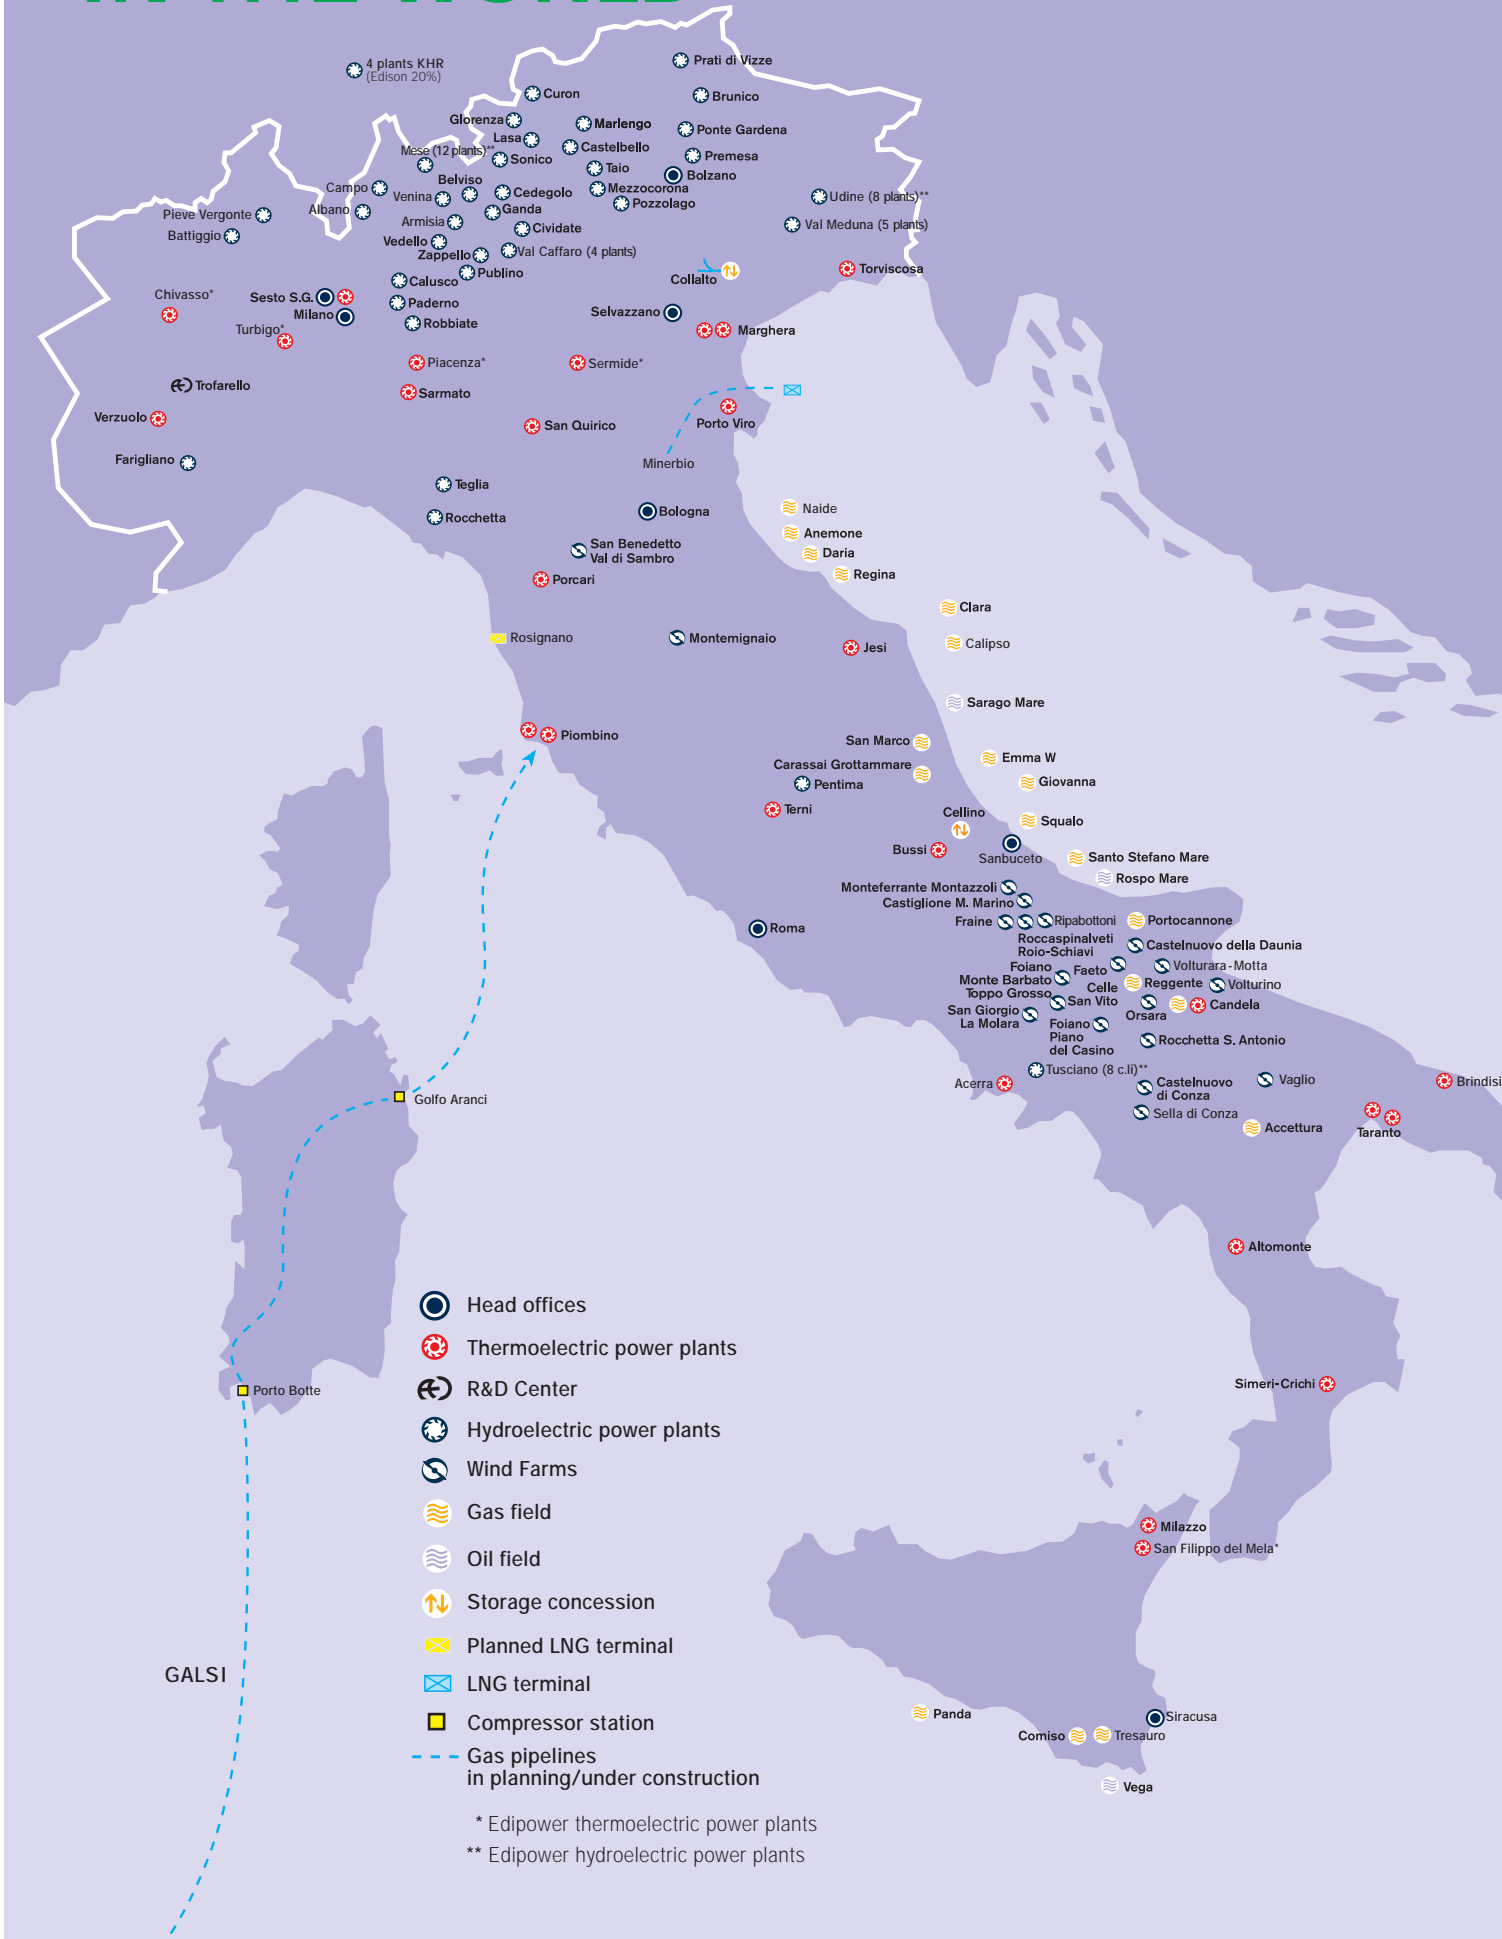 IN THE WORLD
4 plants KHR
(Edison 20%)
Prati di Vizze
Curon
Brunico
Glorenza
Marlengo
Ponte Gardena
Lasa
Castelbello
Mese (12 plants)**
Sonico
Premesa
Taio
Bolzano
Belviso
Campo
Venina
Cedegolo
Mezzocorona
Udine (8 plants)**
Pozzolago
Albano
Ganda
Pieve Vergonte
Armisia
Cividate
Val Meduna (5 plants)
Battiggio
Vedello
Zappello
Val Caffaro (4 plants)
Publino
Torviscosa
Calusco
Collalto
Chivasso*
Sesto S.G.
Paderno
Milano
Selvazzano
Robbiate
Turbigo*
Marghera
Piacenza*
Sermide*
Trofarello
Sarmato
Verzuolo
San Quirico
Porto Viro
Farigliano
Minerbio
Teglia
Rocchetta
Bologna
Naide
Anemone
San Benedetto
Val di Sambro
Daria
Porcari
Regina
Clara
Rosignano
Montemignaio
Jesi
Calipso
Sarago Mare
Piombino
San Marco
Emma W
Carassai Grottammare
Pentima
Giovanna
Terni
Cellino
Squalo
Bussi
Sanbuceto
Santo Stefano Mare
Rospo Mare
Monteferrante Montazzoli
Castiglione M. Marino
Fraine
Ripabottoni
Portocannone
Roma
Roccaspinalveti
Roio-Schiavi
Castelnuovo della Daunia
Foiano
Monte Barbato
Toppo Grosso
Faeto
Volturara-Motta
Celle
Reggente
Volturino
San Vito
Orsara
Candela
San Giorgio
La Molara
Foiano
Piano
del Casino
Rocchetta S. Antonio
Tusciano (8 c.li)**
Acerra
Castelnuovo
di Conza
Vaglio
Brindisi
Sella di Conza
Accettura
Taranto
Golfo Aranci
Altomonte
Porto Botte
Simeri-Crichi
Head offices
Thermoelectric power plants
R&D Center
Hydroelectric power plants
Wind Farms
Gas field
Oil field
Storage concession
Planned LNG terminal
LNG terminal
Compressor station
Gas pipelines
in planning/under construction
* Edipower thermoelectric power plants
** Edipower hydroelectric power plants
GALSI
Milazzo
San Filippo del Mela*
Panda
Siracusa
Comiso
Tresauro
Vega